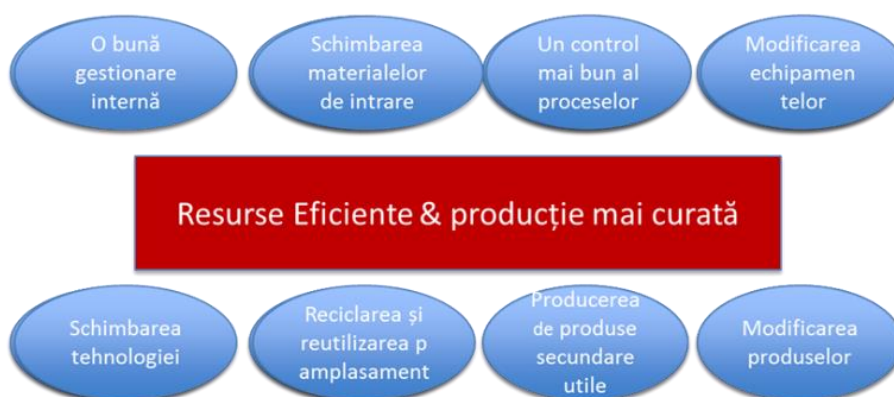 O bună
gestionare
internă
Schimbarea
materialelor
de intrare
Un control
mai bun al
proceselor
Modificarea
echipamen
telor
Resurse Eficiente & producție mai curată
Schimbarea
tehnologiei
Reciclarea și
reutilizarea p
amplasament
Producerea
de produse
secundare
utile
Modificarea
produselor